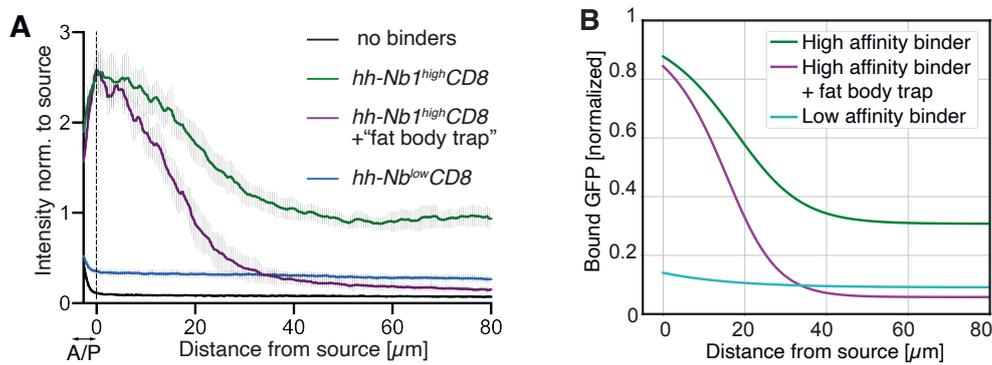 A
3
2
1
0
Intensity norm. to source
no binders
hh-Nb1highCD8
hh-Nb1highCD8
+“fat body trap”
hh-NblowCD8
0
20
40
60
80
A/P
Distance from source [µm]
B
1
0.8
0.6
0.4
0.2
0
Bound GFP [normalized]
High affinity binder
High affinity binder
+ fat body trap
Low affinity binder
0
20
40
60
80
Distance from source [µm]